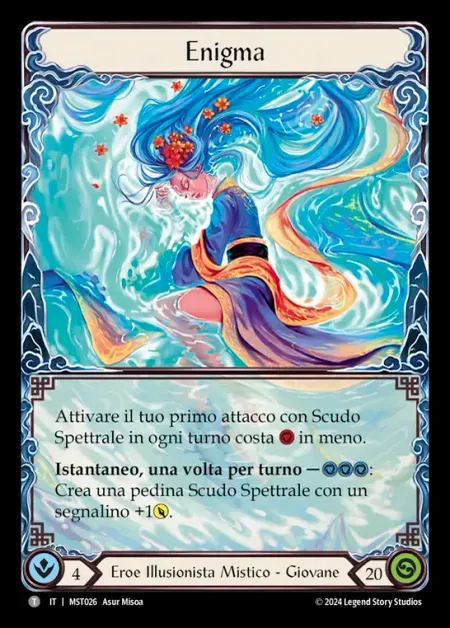 Enigma
Attivare il tuo primo attacco con Scudo
Spettrale in ogni turno costa in meno.
Istantaneo, una volta per turno — :
Crea una pedina Scudo Spettrale con un
segnalino +1.
4 Eroe Illusionista Mistico - Giovane 20
T IT | MST026 Asur Misoa © 2024 Legend Story Studios